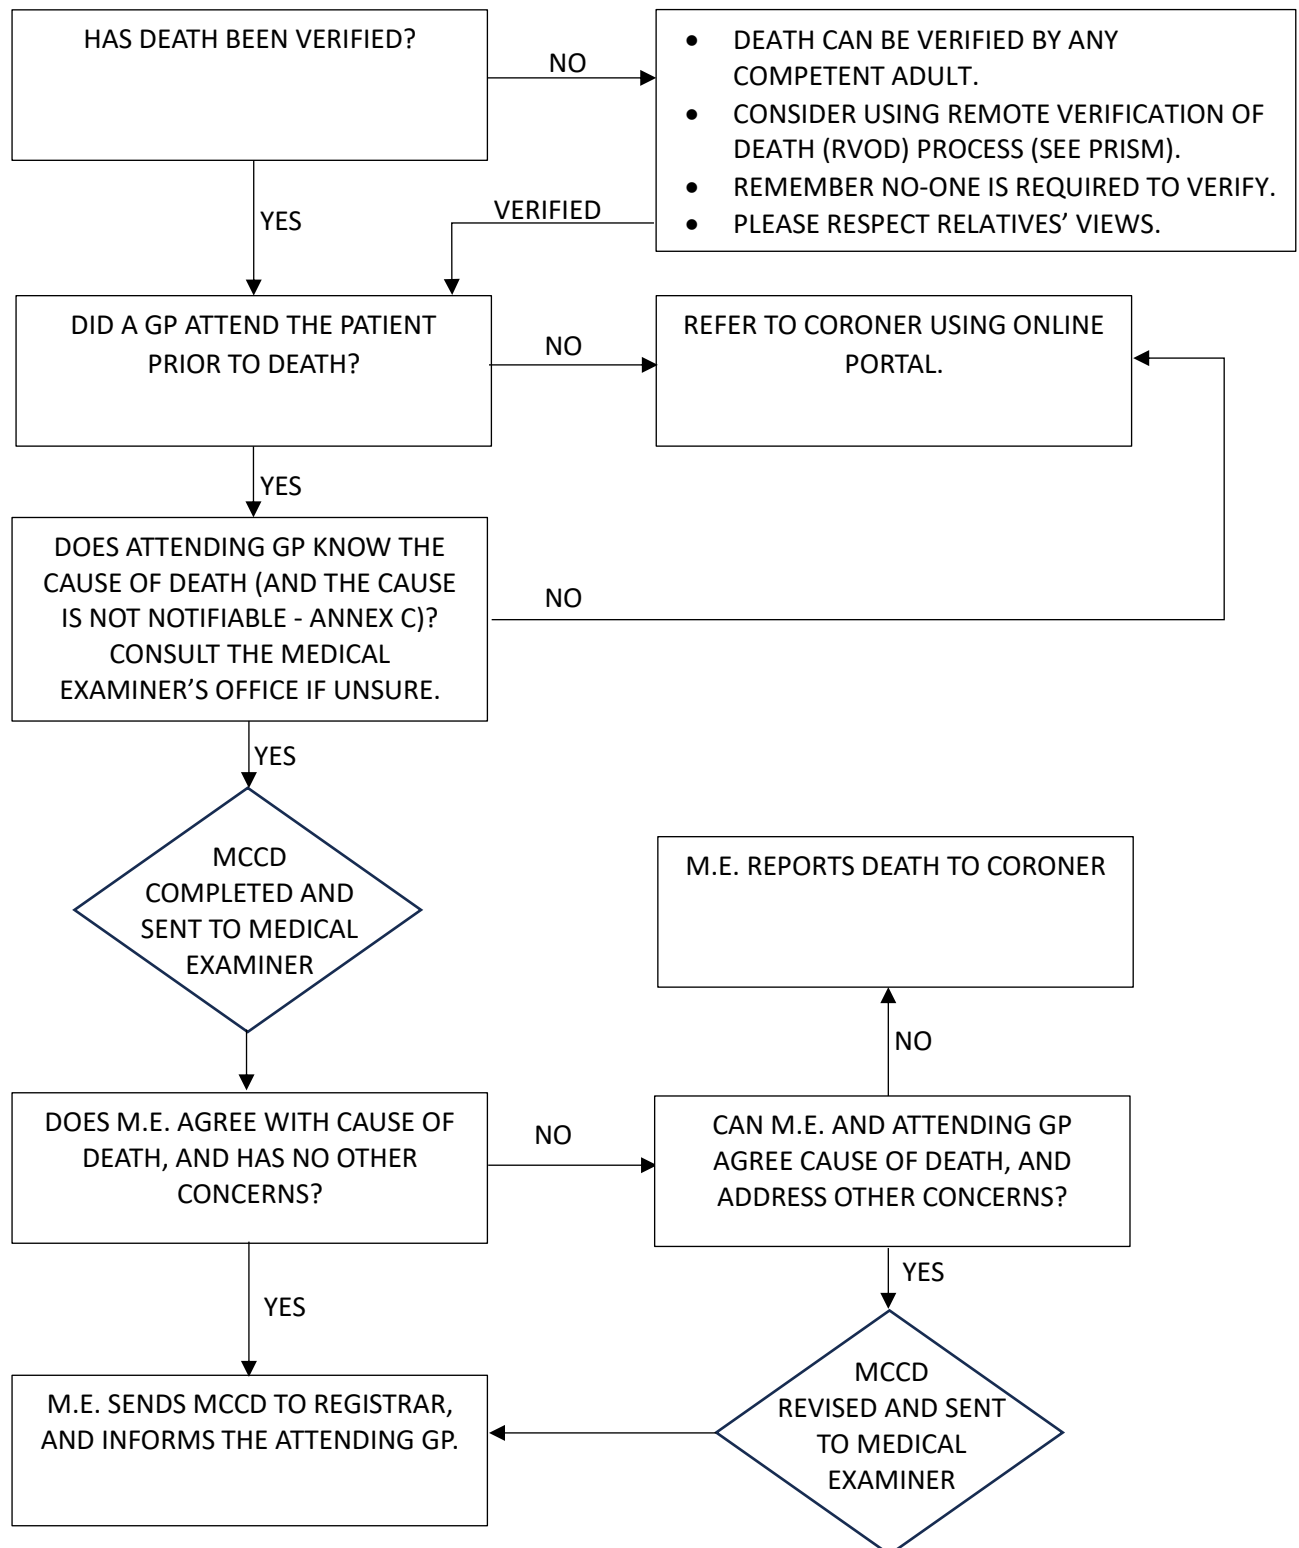 HAS DEATH BEEN VERIFIED?
NO
• DEATH CAN BE VERIFIED BY ANY
COMPETENT ADULT.
• CONSIDER USING REMOTE VERIFICATION OF
DEATH (RVOD) PROCESS (SEE PRISM).
• REMEMBER NO-ONE IS REQUIRED TO VERIFY.
• PLEASE RESPECT RELATIVES’ VIEWS.
YES
VERIFIED
DID A GP ATTEND THE PATIENT
PRIOR TO DEATH?
NO
REFER TO CORONER USING ONLINE
PORTAL.
YES
DOES ATTENDING GP KNOW THE
CAUSE OF DEATH (AND THE CAUSE
IS NOT NOTIFIABLE - ANNEX C)?
CONSULT THE MEDICAL
EXAMINER’S OFFICE IF UNSURE.
NO
YES
MCCD
COMPLETED AND
SENT TO MEDICAL
EXAMINER
M.E. REPORTS DEATH TO CORONER
NO
DOES M.E. AGREE WITH CAUSE OF
DEATH, AND HAS NO OTHER
CONCERNS?
NO
CAN M.E. AND ATTENDING GP
AGREE CAUSE OF DEATH, AND
ADDRESS OTHER CONCERNS?
YES
YES
M.E. SENDS MCCD TO REGISTRAR,
AND INFORMS THE ATTENDING GP.
MCCD
REVISED AND SENT
TO MEDICAL
EXAMINER